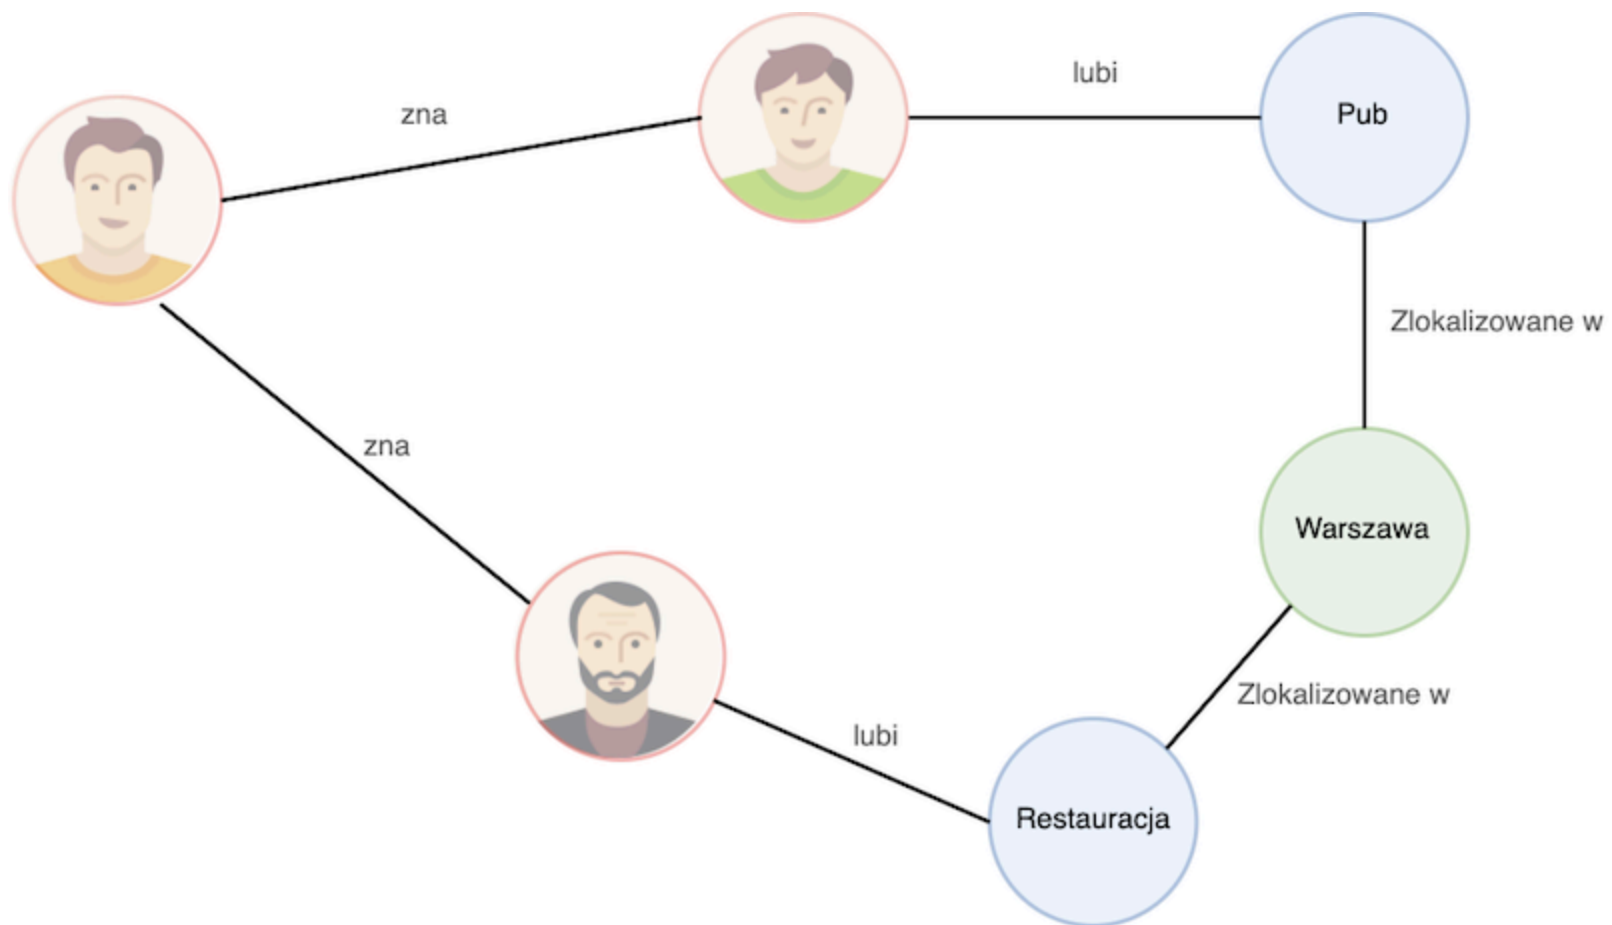 lubi
Pub
zna
Zlokalizowane w
zna
Warszawa
Zlokalizowane w
lubi
Restauracja